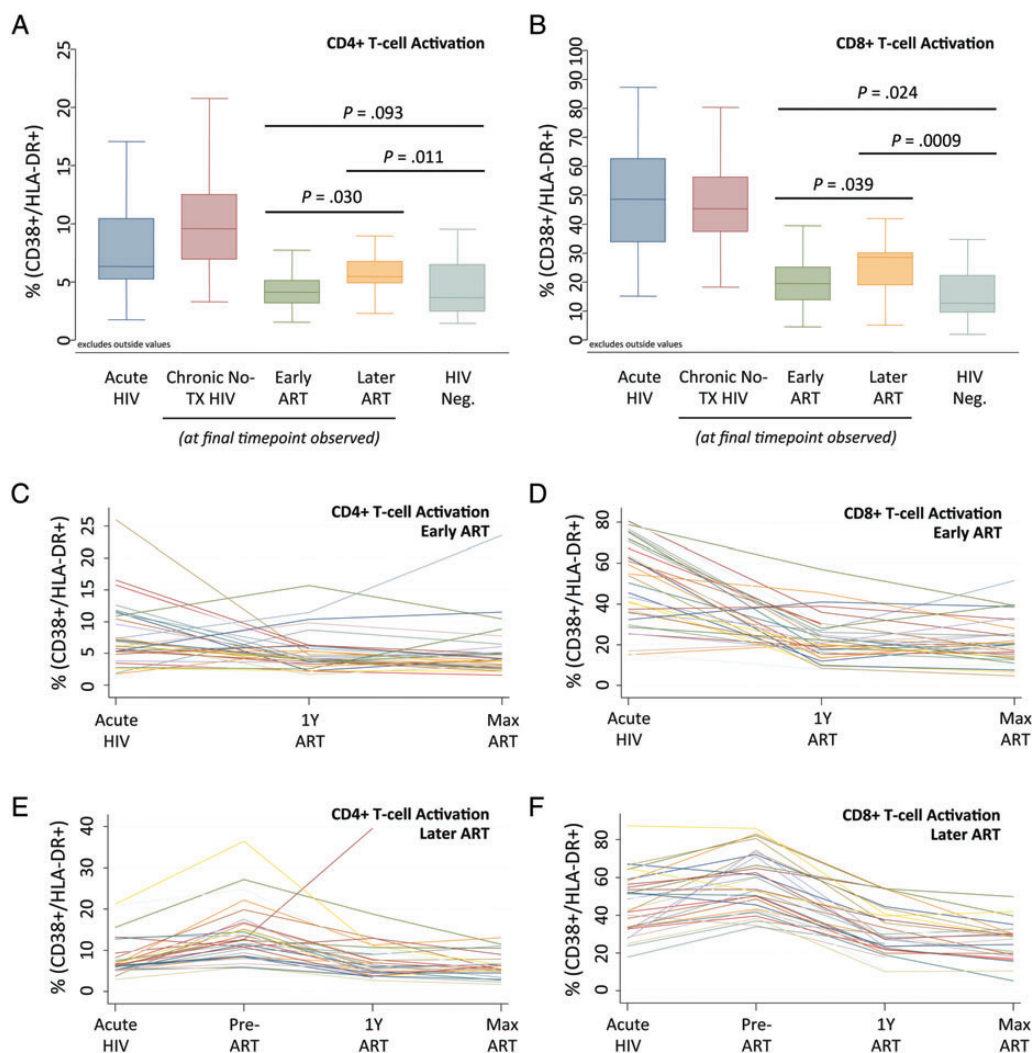 A
CD4+ T-cell Activation
% (CD38+/HLA-DR+)
25
20
15
10
5
0
P = .093
P = .011
P = .030
excludes outside values
Acute HIV
Chronic No-TX HIV
Early ART
Later ART
HIV Neg.
(at final timepoint observed)
B
CD8+ T-cell Activation
% (CD38+/HLA-DR+)
100
90
80
70
60
50
40
30
20
10
0
P = .024
P = .0009
P = .039
excludes outside values
Acute HIV
Chronic No-TX HIV
Early ART
Later ART
HIV Neg.
(at final timepoint observed)
C
CD4+ T-cell Activation
Early ART
% (CD38+/HLA-DR+)
25
20
15
10
5
0
Acute HIV
1Y ART
Max ART
D
CD8+ T-cell Activation
Early ART
% (CD38+/HLA-DR+)
80
60
40
20
0
Acute HIV
1Y ART
Max ART
E
CD4+ T-cell Activation
Later ART
% (CD38+/HLA-DR+)
40
30
20
10
0
Acute HIV
Pre-ART
1Y ART
Max ART
F
CD8+ T-cell Activation
Later ART
% (CD38+/HLA-DR+)
80
60
40
20
0
Acute HIV
Pre-ART
1Y ART
Max ART